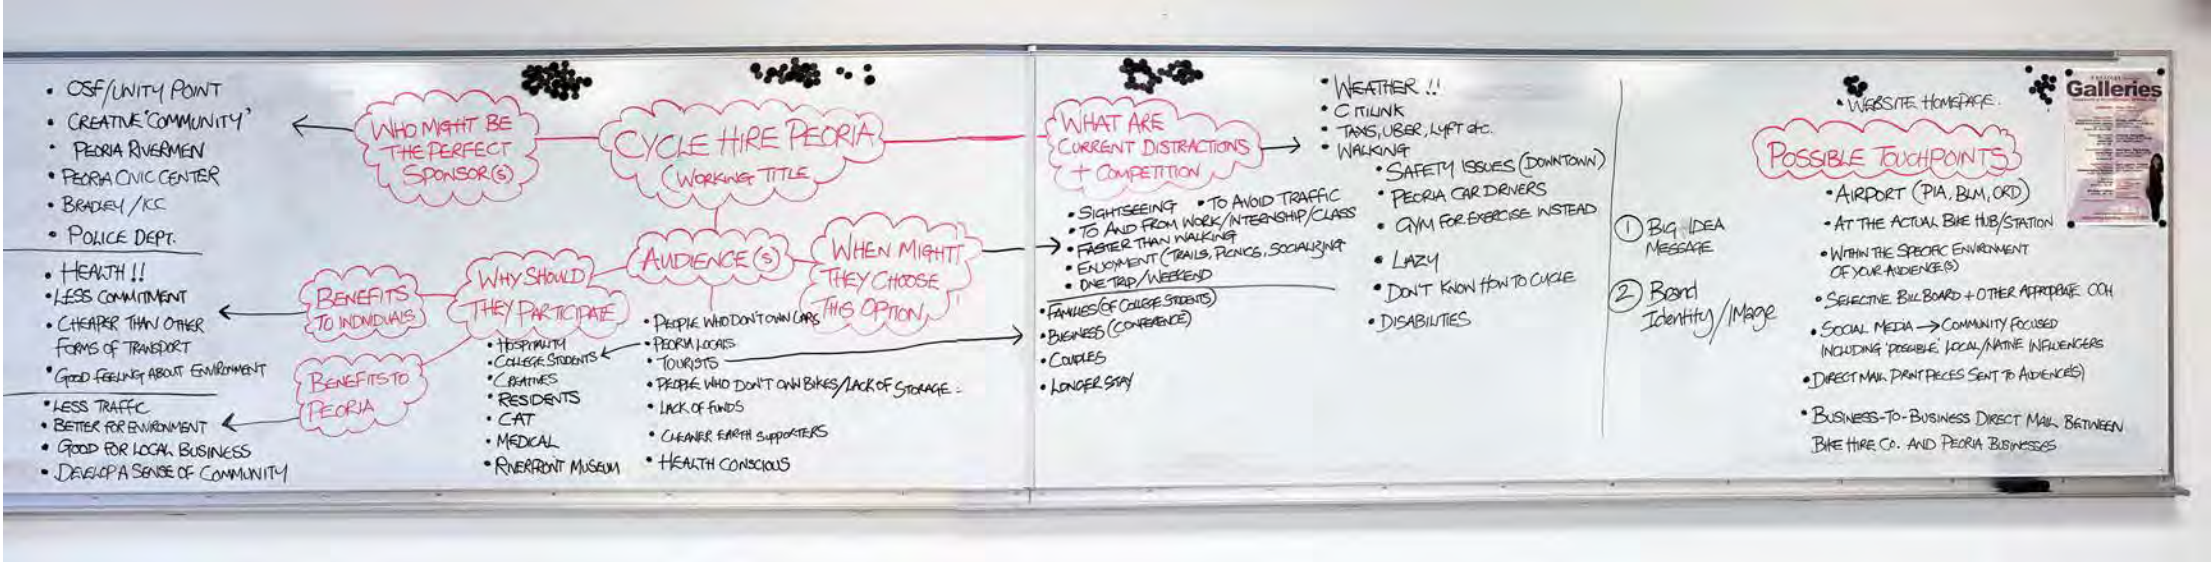 • OSF/UNITY POINT
• CREATIVE 'COMMUNITY'
• PEORIA RIVERMEN
• PEORIA CIVIC CENTER
• BRADLEY/ICC
• POLICE DEPT.
• HEALTH !!
• LESS COMMITMENT
• CHEAPER THAN OTHER
FORMS OF TRANSPORT
• GOOD FEELING ABOUT ENVIRONMENT
• LESS TRAFFIC
• BETTER FOR ENVIRONMENT
• GOOD FOR LOCAL BUSINESS
• DEVELOP A SENSE OF COMMUNITY
WHO MIGHT BE
THE PERFECT
SPONSOR(S)
CYCLE HIRE PEORIA
(WORKING TITLE
BENEFITS
TO INDIVIDUALS
BENEFITS TO
PEORIA
WHY SHOULD
THEY PARTICIPATE
AUDIENCE(S)
WHEN MIGHT
THEY CHOOSE
THIS OPTION
• HOSPITALITY
• COLLEGE STUDENTS
• CREATIVES
• RESIDENTS
• CAT
• MEDICAL
• RIVERFRONT MUSEUM
• PEOPLE WHO DON'T OWN CARS
• PEORIA LOCALS
• TOURISTS
• PEOPLE WHO DON'T OWN BIKES/LACK OF STORAGE
• LACK OF FUNDS
• CLEANER EARTH SUPPORTERS
• HEALTH CONSCIOUS
WHAT ARE
CURRENT DISTRACTIONS
+ COMPETITION
• SIGHTSEEING • TO AVOID TRAFFIC
• TO AND FROM WORK/INTERNSHIP/CLASS
• FASTER THAN WALKING
• ENJOYMENT (TRAILS, PICNICS, SOCIALIZING
• ONE TRIP/WEEKEND
• FAMILIES (OF COLLEGE STUDENTS)
• BUSINESS (CONFERENCE)
• COUPLES
• LONGER STAY
• WEATHER !!
• CITILINK
• TAXIS, UBER, LYFT etc.
• WALKING
• SAFETY ISSUES (DOWNTOWN)
• PEORIA CAR DRIVERS
• GYM FOR EXERCISE INSTEAD
• LAZY
• DON'T KNOW HOW TO CYCLE
• DISABILITIES
1 BIG IDEA
MESSAGE
2 Brand
Identity/Image
• WEBSITE HOMEPAGE.
POSSIBLE TOUCHPOINTS
• AIRPORT (PIA, BLM, ORD)
• AT THE ACTUAL BIKE HUB/STATION
• WITHIN THE SPECIFIC ENVIRONMENT
OF YOUR AUDIENCE(S)
• SELECTIVE BILLBOARD + OTHER APPROPRIATE OOH
• SOCIAL MEDIA → COMMUNITY FOCUSED
INCLUDING 'POSSIBLE' LOCAL/NATIVE INFLUENCERS
• DIRECT MAIL PRINT PIECES SENT TO AUDIENCE(S)
• BUSINESS-TO-BUSINESS DIRECT MAIL BETWEEN
BIKE HIRE CO. AND PEORIA BUSINESSES
Galleries